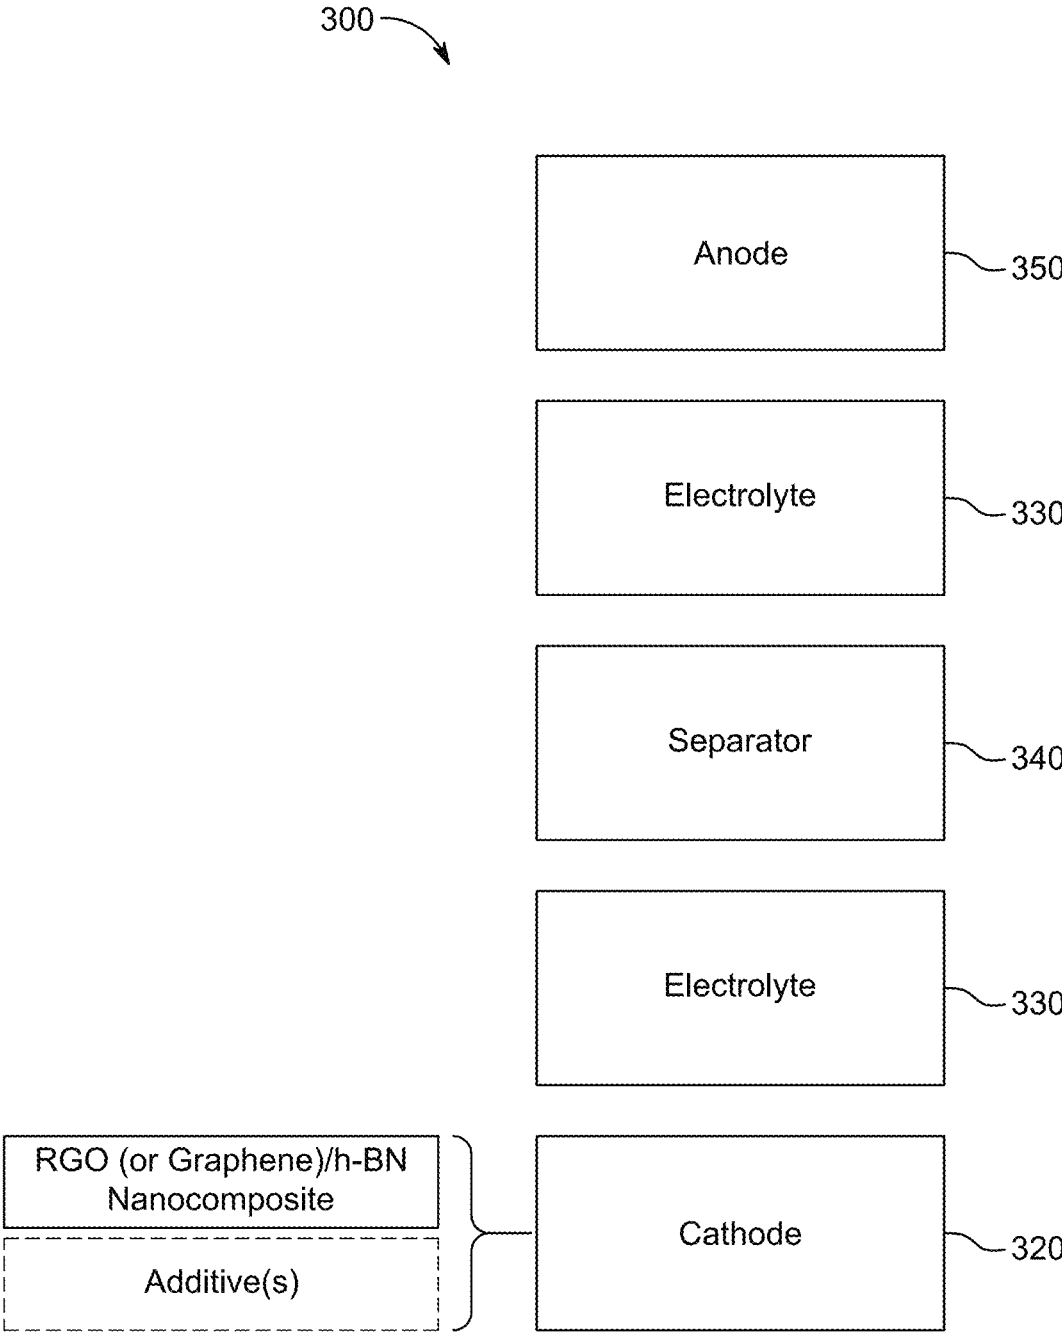 300
Anode
350
Electrolyte
330
Separator
340
Electrolyte
330
RGO (or Graphene)/h-BN
Nanocomposite
Additive(s)
Cathode
320